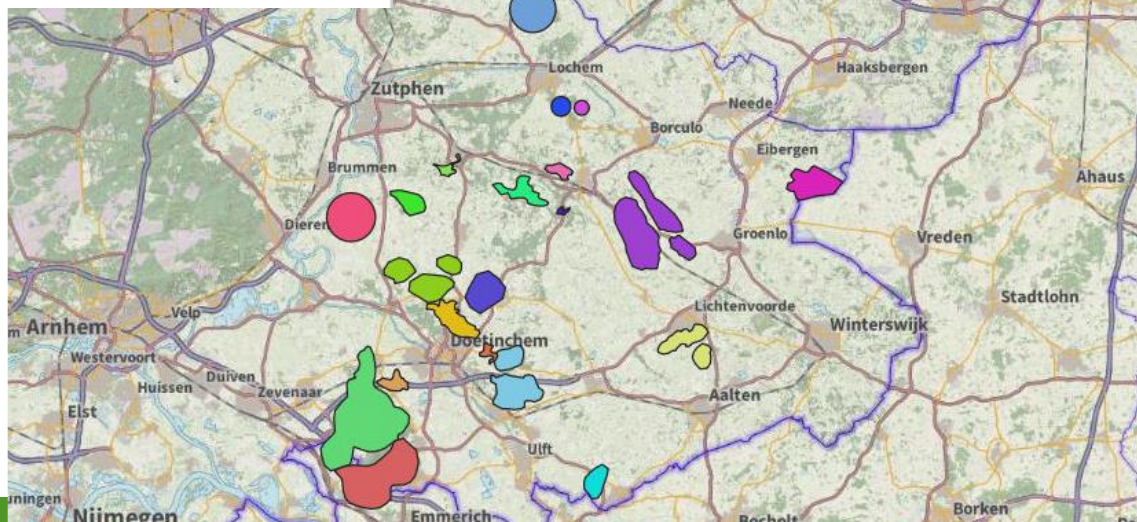 Lochem
Haaksbergen
Zutphen
Neede
Borculo
Eibergen
Brummen
Ahaus
Dieren
Groenlo
Vreden
Stadtlohn
Velp
Lichtenvoorde
Arnhem
Winterswijk
Doetinchem
Westervoort
Duiven
Huissen
Zevenaar
Aalten
Elst
Ulft
uningen
Borken
Nijmegen
Emmerich
Bocholt